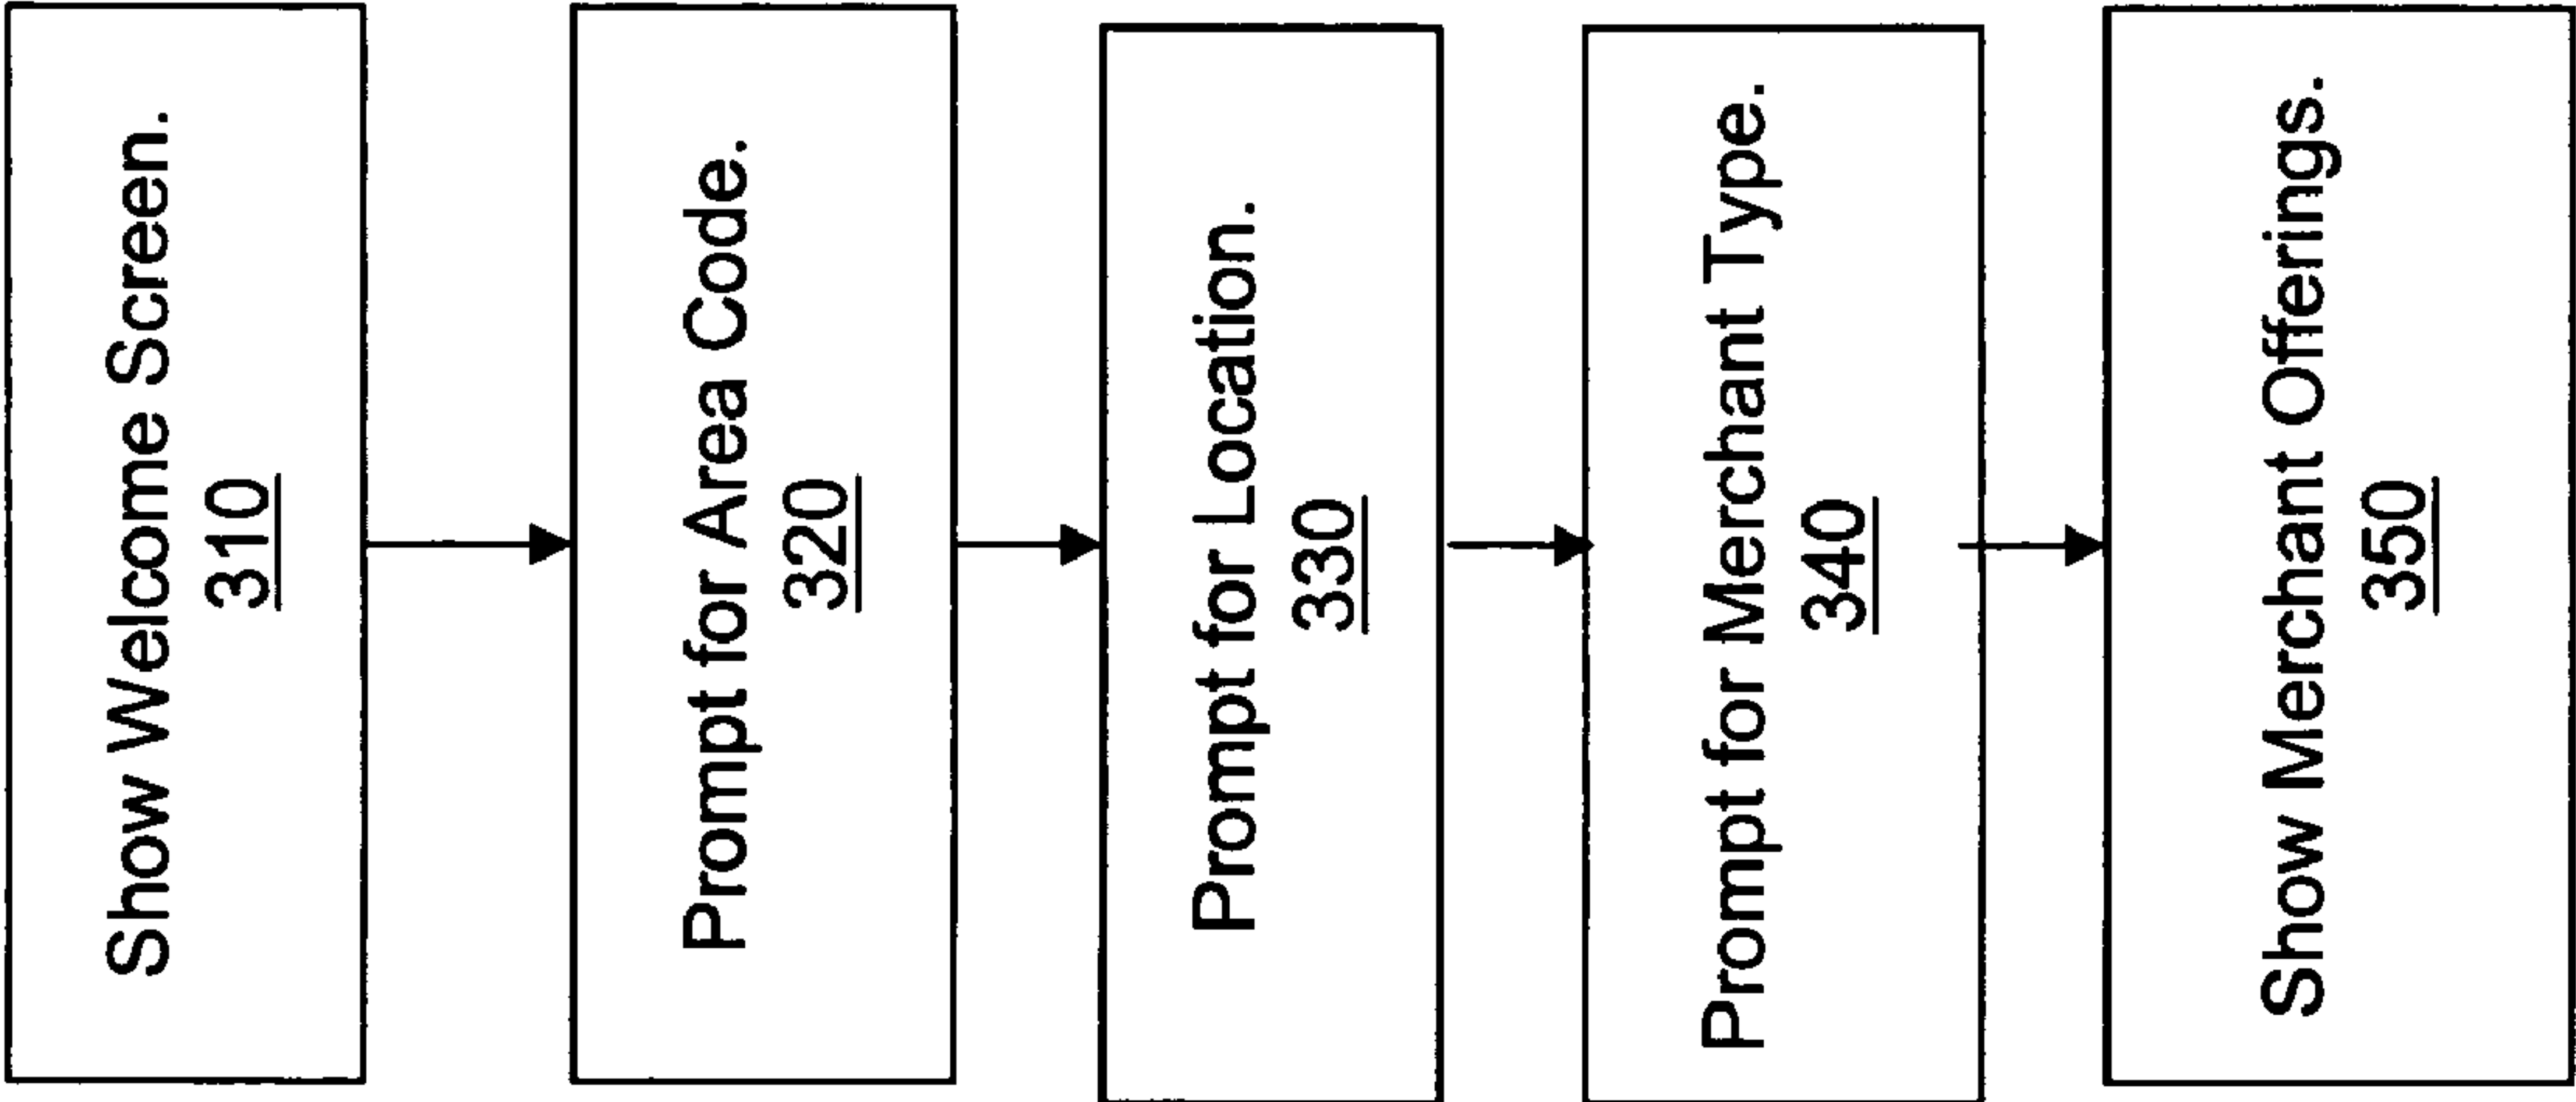 Show Welcome Screen.
310
Prompt for Area Code.
320
Prompt for Location.
330
Prompt for Merchant Type.
340
Show Merchant Offerings.
350